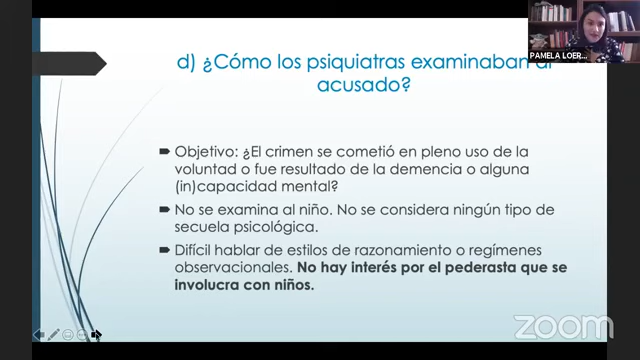 d) ¿Cómo los psiquiatras examinaban al
acusado?
Objetivo: ¿El crimen se cometió en pleno uso de la
voluntad o fue resultado de la demencia o alguna
(in)capacidad mental?
No se examina al niño. No se considera ningún tipo de
secuela psicológica.
Difícil hablar de estilos de razonamiento o regímenes
observacionales. No hay interés por el pederasta que se
involucra con niños.
PAMELA LOER...
zoom